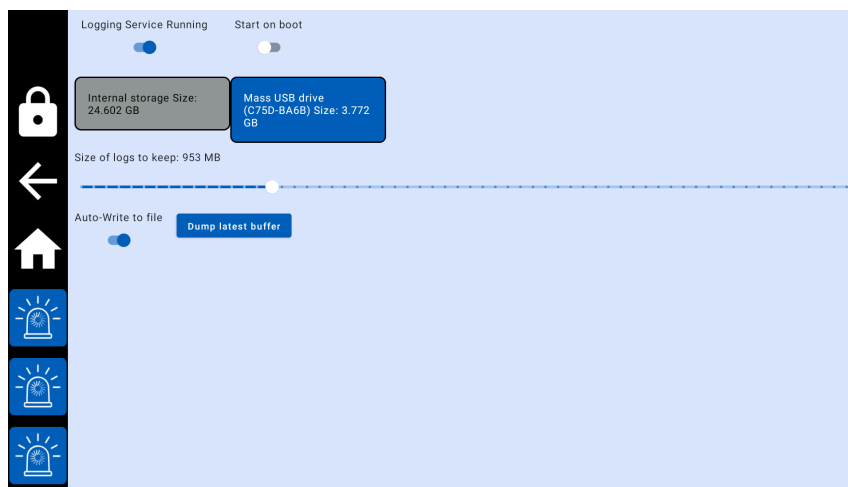 Logging Service Running
Start on boot
Internal storage Size:
24.602 GB
Mass USB drive
(C75D-BA6B) Size: 3.772
GB
Size of logs to keep: 953 MB
Auto-Write to file
Dump latest buffer